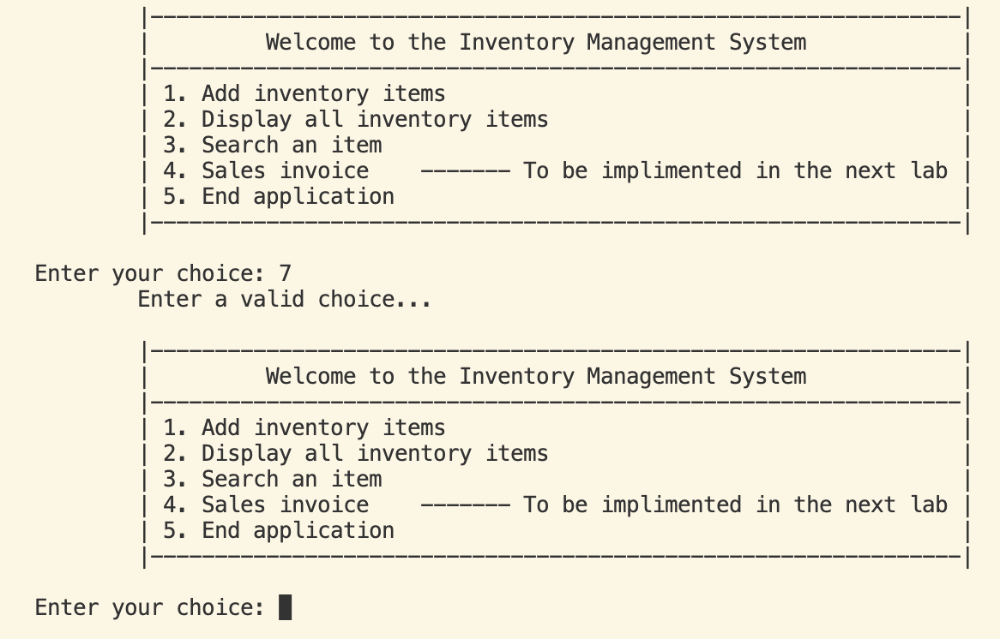 |---------------------------------------------------------------|
|         Welcome to the Inventory Management System            |
|---------------------------------------------------------------|
| 1. Add inventory items                                        |
| 2. Display all inventory items                                |
| 3. Search an item                                             |
| 4. Sales invoice    ------- To be implimented in the next lab |
| 5. End application                                            |
|---------------------------------------------------------------|
Enter your choice: 7
Enter a valid choice...
|---------------------------------------------------------------|
|         Welcome to the Inventory Management System            |
|---------------------------------------------------------------|
| 1. Add inventory items                                        |
| 2. Display all inventory items                                |
| 3. Search an item                                             |
| 4. Sales invoice    ------- To be implimented in the next lab |
| 5. End application                                            |
|---------------------------------------------------------------|
Enter your choice: